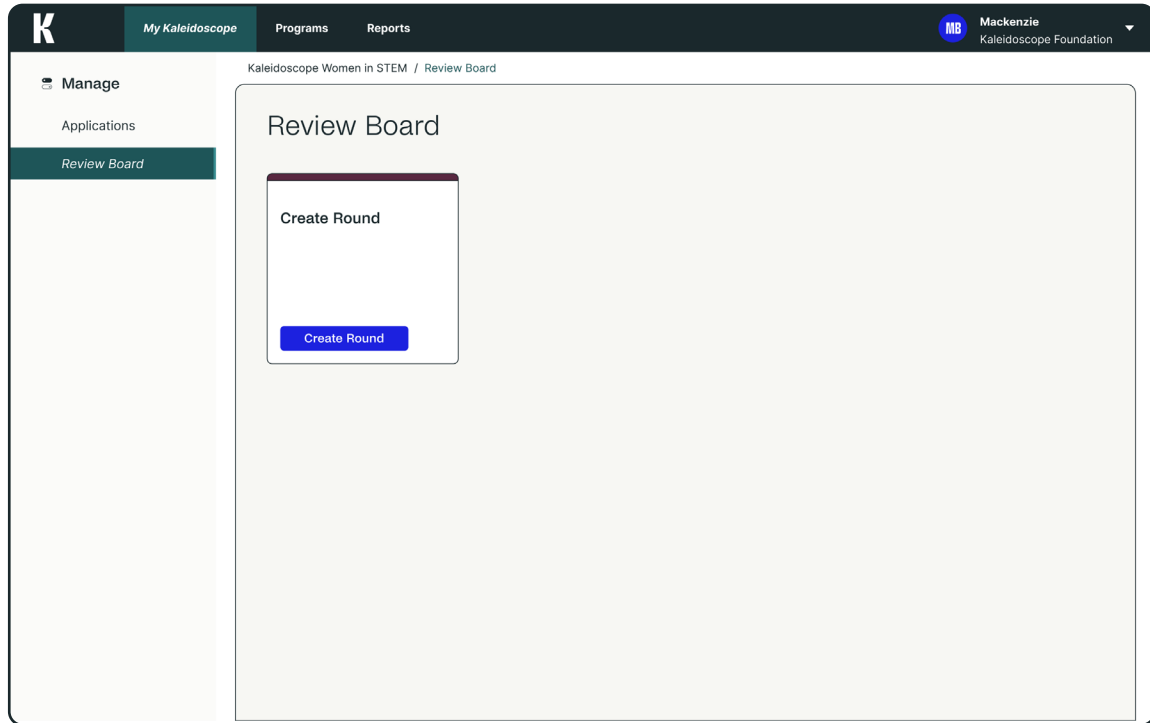 K
My Kaleidoscope
Programs
Reports
MB
Mackenzie
Kaleidoscope Foundation
Manage
Applications
Review Board
Kaleidoscope Women in STEM / Review Board
Review Board
Create Round
Create Round